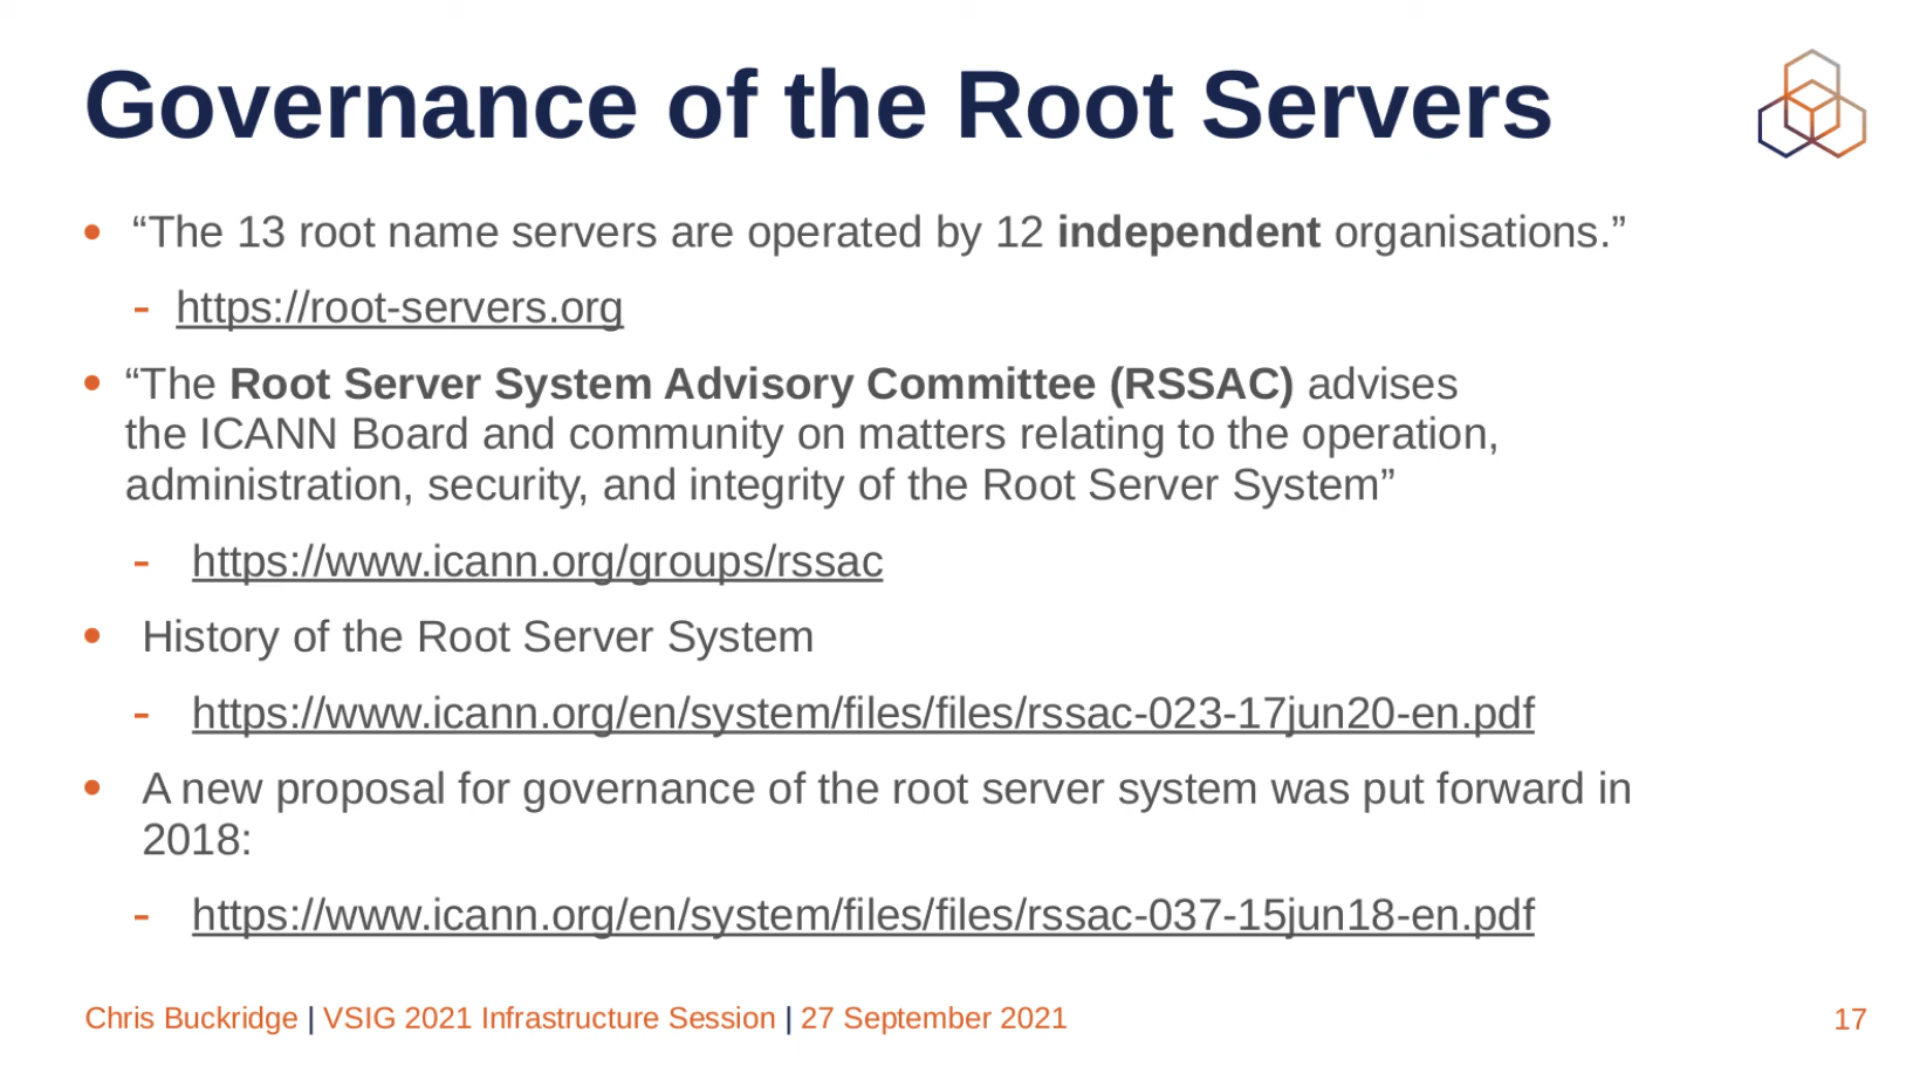 Governance of the Root Servers
• “The 13 root name servers are operated by 12 independent organisations.”
- https://root-servers.org
• “The Root Server System Advisory Committee (RSSAC) advises
the ICANN Board and community on matters relating to the operation,
administration, security, and integrity of the Root Server System”
- https://www.icann.org/groups/rssac
• History of the Root Server System
- https://www.icann.org/en/system/files/files/rssac-023-17jun20-en.pdf
• A new proposal for governance of the root server system was put forward in
2018:
- https://www.icann.org/en/system/files/files/rssac-037-15jun18-en.pdf
Chris Buckridge | VSIG 2021 Infrastructure Session | 27 September 2021
17